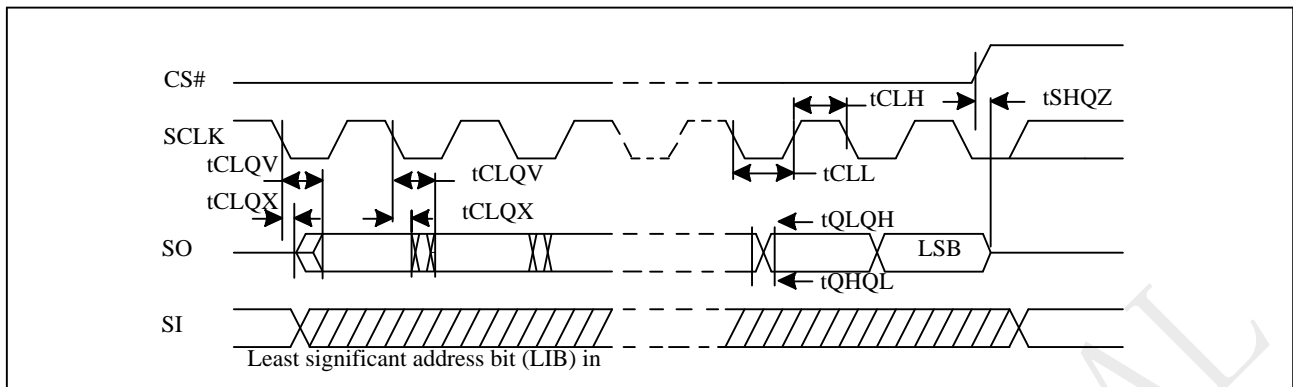 CS#
tCLH
tSHQZ
SCLK
tCLQV
tCLQV
tCLL
tCLQX
tCLQX
tQLQH
SO
LSB
tQHQL
SI
Least significant address bit (LIB) in